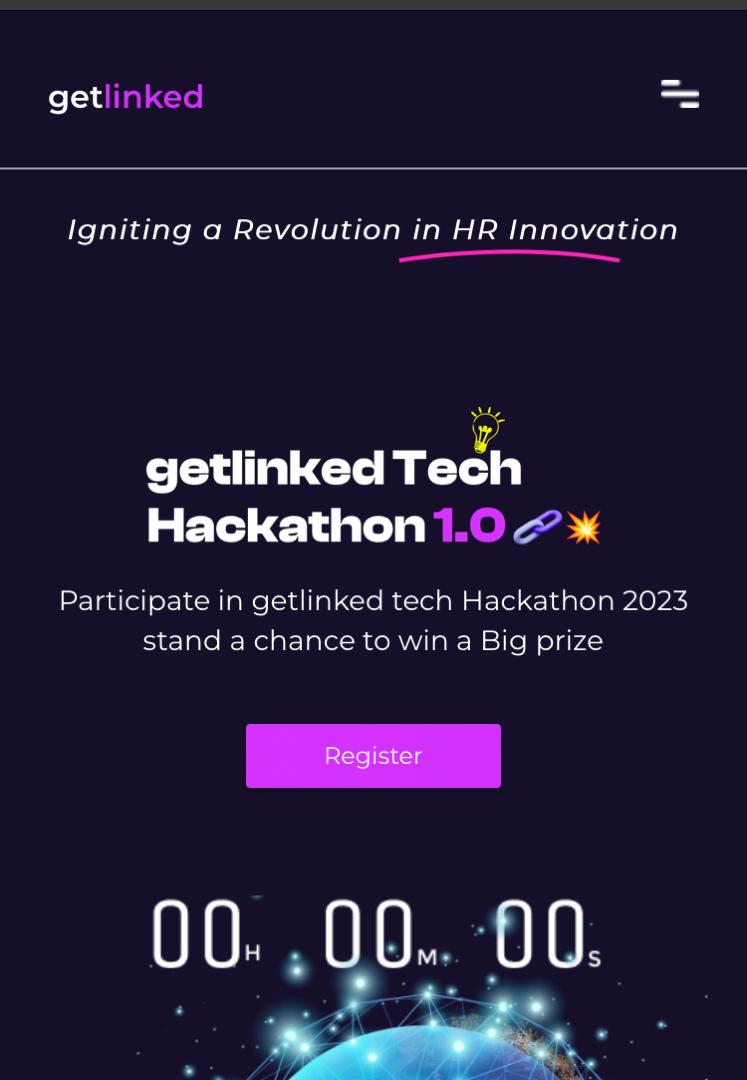 getlinked
Igniting a Revolution in HR Innovation
getlinked Tech
Hackathon 1.0 🔗💥
Participate in getlinked tech Hackathon 2023
stand a chance to win a Big prize
Register
00H 00M 00S